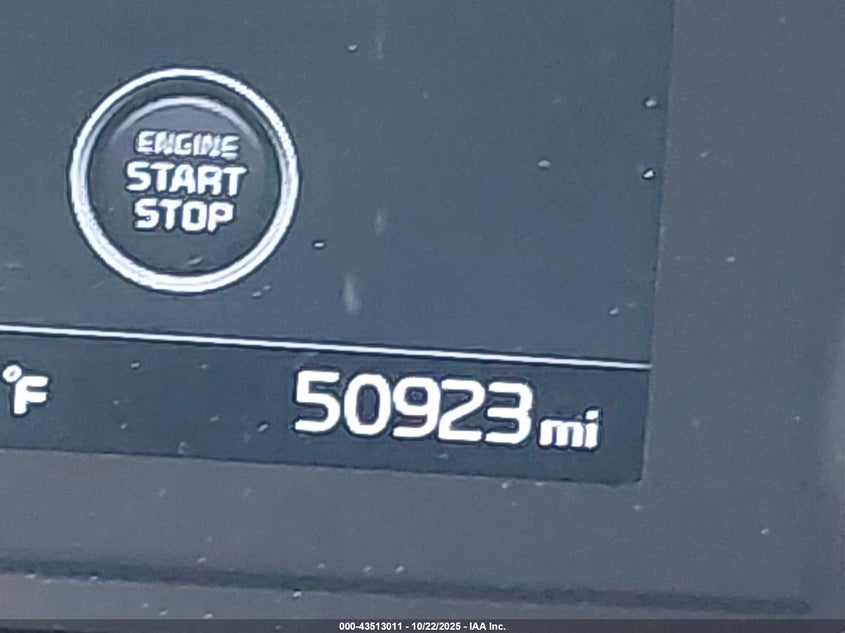 ENGINE
START
STOP
°F
50923 mi
000-43513011 - 10/22/2025 - IAA Inc.